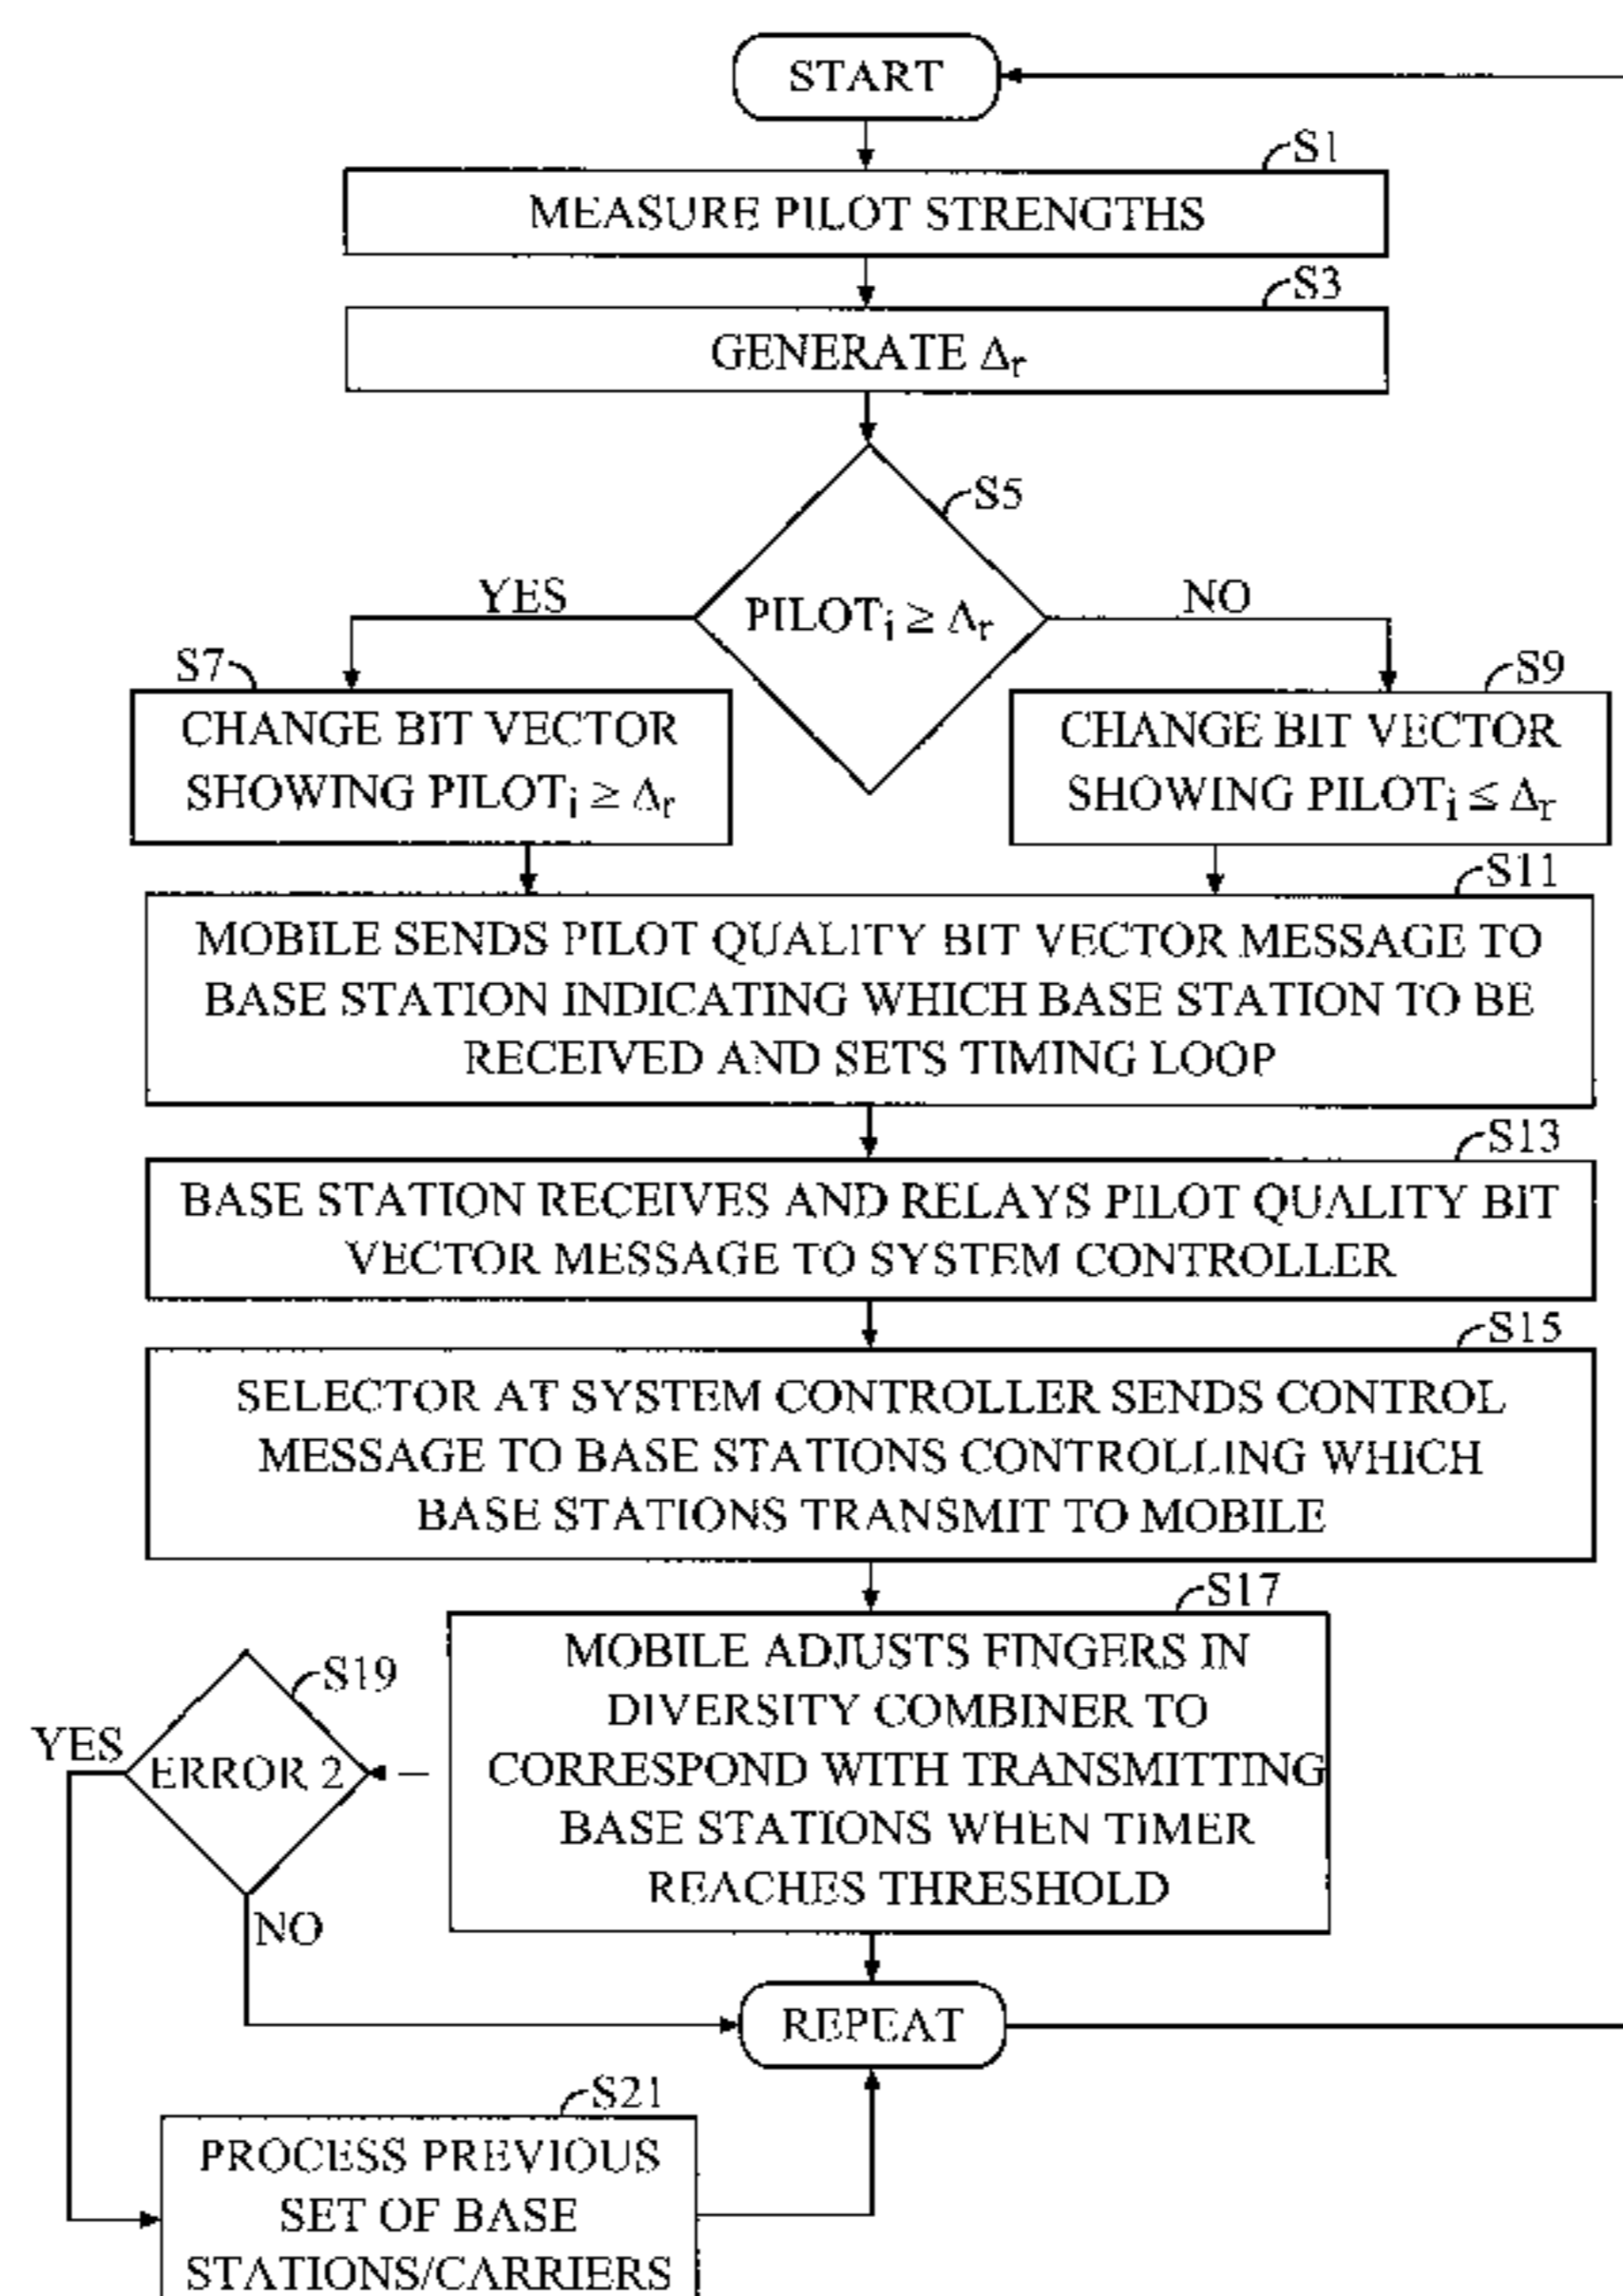 START
S1
MEASURE PILOT STRENGTHS
S3
GENERATE Δr
S5
PILOTi ≥ Δr
YES
NO
S7
CHANGE BIT VECTOR
SHOWING PILOTi ≥ Δr
S9
CHANGE BIT VECTOR
SHOWING PILOTi ≤ Δr
S11
MOBILE SENDS PILOT QUALITY BIT VECTOR MESSAGE TO
BASE STATION INDICATING WHICH BASE STATION TO BE
RECEIVED AND SETS TIMING LOOP
S13
BASE STATION RECEIVES AND RELAYS PILOT QUALITY BIT
VECTOR MESSAGE TO SYSTEM CONTROLLER
S15
SELECTOR AT SYSTEM CONTROLLER SENDS CONTROL
MESSAGE TO BASE STATIONS CONTROLLING WHICH
BASE STATIONS TRANSMIT TO MOBILE
S17
MOBILE ADJUSTS FINGERS IN
DIVERSITY COMBINER TO
CORRESPOND WITH TRANSMITTING
BASE STATIONS WHEN TIMER
REACHES THRESHOLD
S19
YES
ERROR 2
NO
REPEAT
S21
PROCESS PREVIOUS
SET OF BASE
STATIONS/CARRIERS